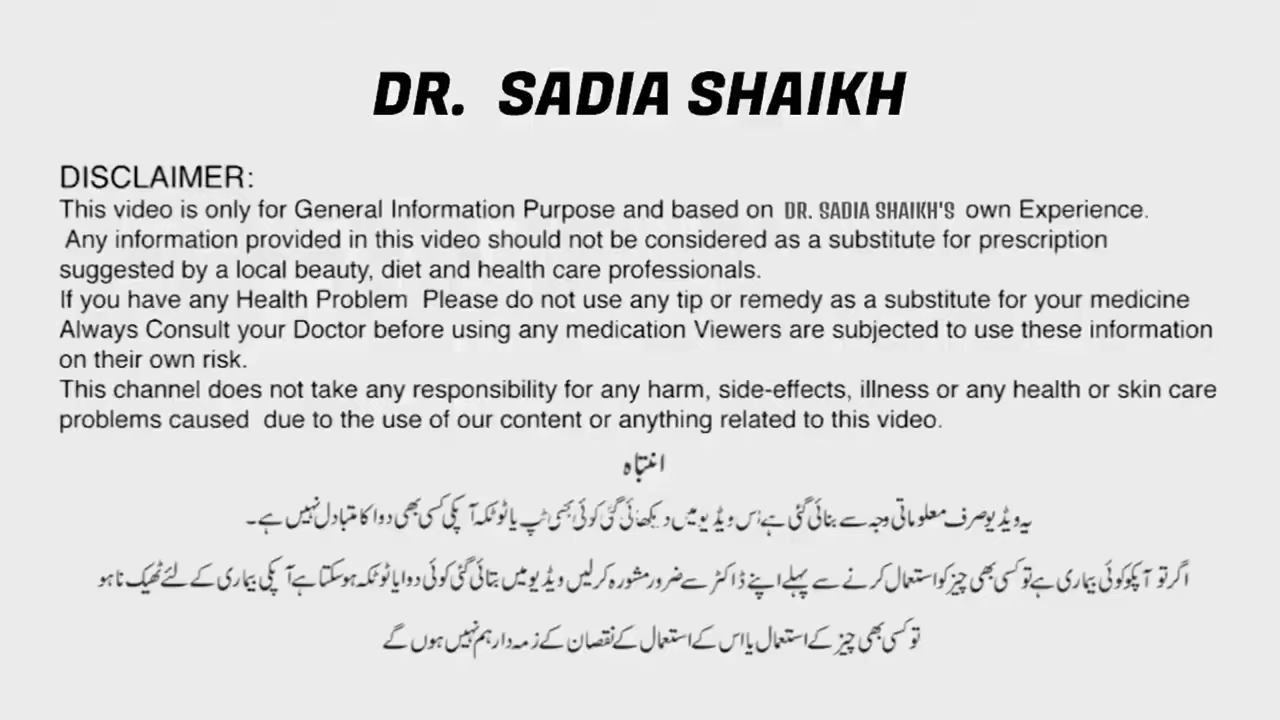 DR. SADIA SHAIKH
DISCLAIMER:
This video is only for General Information Purpose and based on DR. SADIA SHAIKH'S own Experience.
Any information provided in this video should not be considered as a substitute for prescription
suggested by a local beauty, diet and health care professionals.
If you have any Health Problem Please do not use any tip or remedy as a substitute for your medicine
Always Consult your Doctor before using any medication Viewers are subjected to use these information
on their own risk.
This channel does not take any responsibility for any harm, side-effects, illness or any health or skin care
problems caused due to the use of our content or anything related to this video.
انتباہ
یہ ویڈیو صرف معلوماتی وجہ سے بنائی گئی ہے اس ویڈیو میں دیکھائی گئی کوئی بھی ٹپ یا ٹوٹکہ آپکی کسی بھی دوا کا متبادل نہیں ہے۔
اگر تو آپکو کوئی بیماری ہے تو کسی بھی چیز کو استعمال کرنے سے پہلے اپنے ڈاکٹر سے ضرور مشورہ کرلیں ویڈیو میں بتائی گئی کوئی دوا یا ٹوٹکہ ہو سکتا ہے آپکی بیماری کے لئے ٹھیک نا ہو
تو کسی بھی چیز کے استعمال یا اس کے استعمال کے نقصان کے زمہ دار ہم نہیں ہوں گے